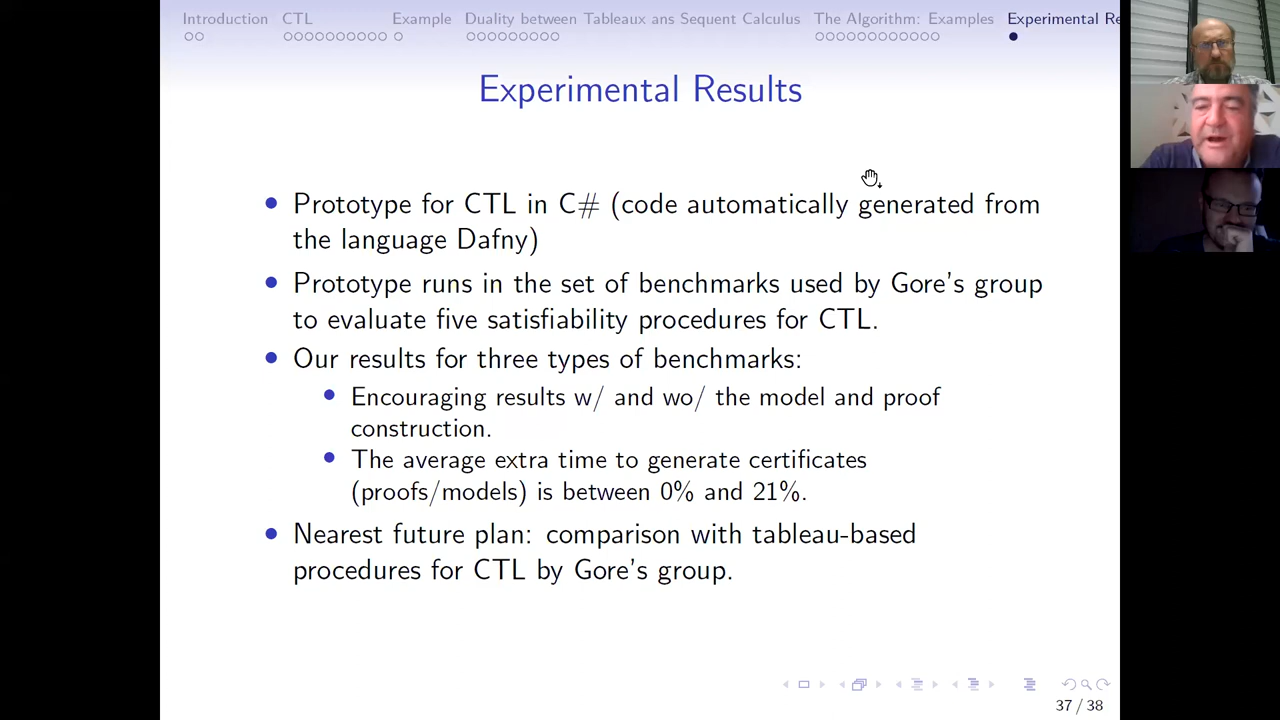 Introduction CTL Example Duality between Tableaux ans Sequent Calculus The Algorithm: Examples Experimental Re
Experimental Results
Prototype for CTL in C# (code automatically generated from
the language Dafny)
Prototype runs in the set of benchmarks used by Gore's group
to evaluate five satisfiability procedures for CTL.
Our results for three types of benchmarks:
Encouraging results w/ and wo/ the model and proof
construction.
The average extra time to generate certificates
(proofs/models) is between 0% and 21%.
Nearest future plan: comparison with tableau-based
procedures for CTL by Gore's group.
37 / 38